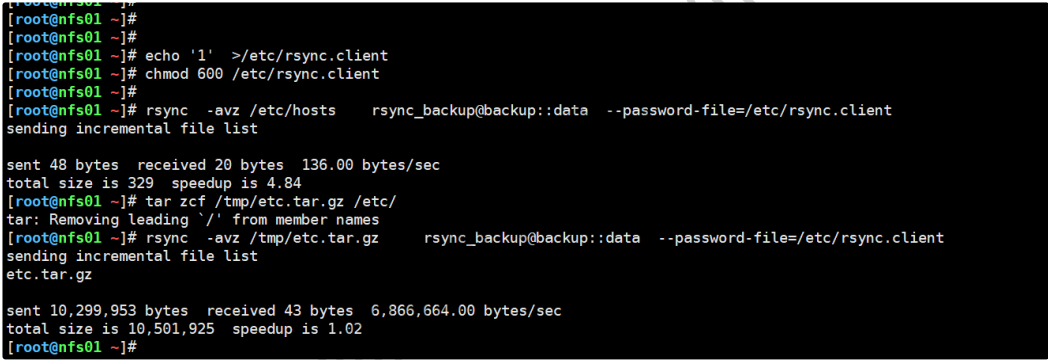 [root@nfs01 ~]#
[root@nfs01 ~]#
[root@nfs01 ~]#
[root@nfs01 ~]# echo '1'  >/etc/rsync.client
[root@nfs01 ~]# chmod 600 /etc/rsync.client
[root@nfs01 ~]#
[root@nfs01 ~]# rsync  -avz /etc/hosts    rsync_backup@backup::data  --password-file=/etc/rsync.client
sending incremental file list

sent 48 bytes  received 20 bytes  136.00 bytes/sec
total size is 329  speedup is 4.84
[root@nfs01 ~]# tar zcf /tmp/etc.tar.gz /etc/
tar: Removing leading `/' from member names
[root@nfs01 ~]# rsync  -avz /tmp/etc.tar.gz     rsync_backup@backup::data  --password-file=/etc/rsync.client
sending incremental file list
etc.tar.gz

sent 10,299,953 bytes  received 43 bytes  6,866,664.00 bytes/sec
total size is 10,501,925  speedup is 1.02
[root@nfs01 ~]#